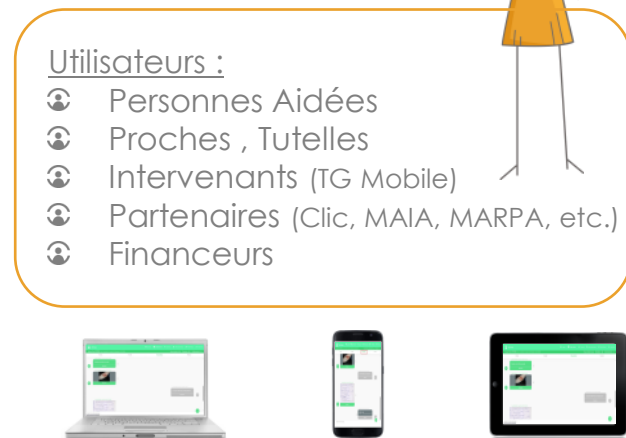 Utilisateurs :
Personnes Aidées
Proches , Tutelles
Intervenants (TG Mobile)
Partenaires (Clic, MAIA, MARPA, etc.)
Financeurs